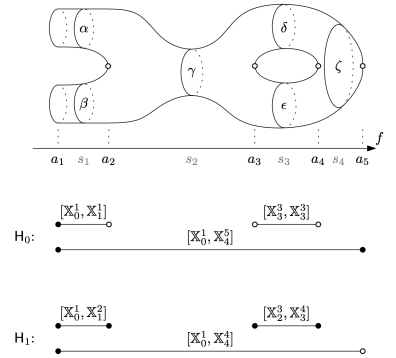 α δ
γ ζ
β ϵ
f
a₁ s₁ a₂ s₂ a₃ s₃ a₄ s₄ a₅
[𝕏₀¹, 𝕏₁¹] [𝕏₃³, 𝕏₃³]
H₀: [𝕏₀¹, 𝕏₄⁵]
[𝕏₀¹, 𝕏₁²] [𝕏₂³, 𝕏₃⁴]
H₁: [𝕏₀¹, 𝕏₄⁴]